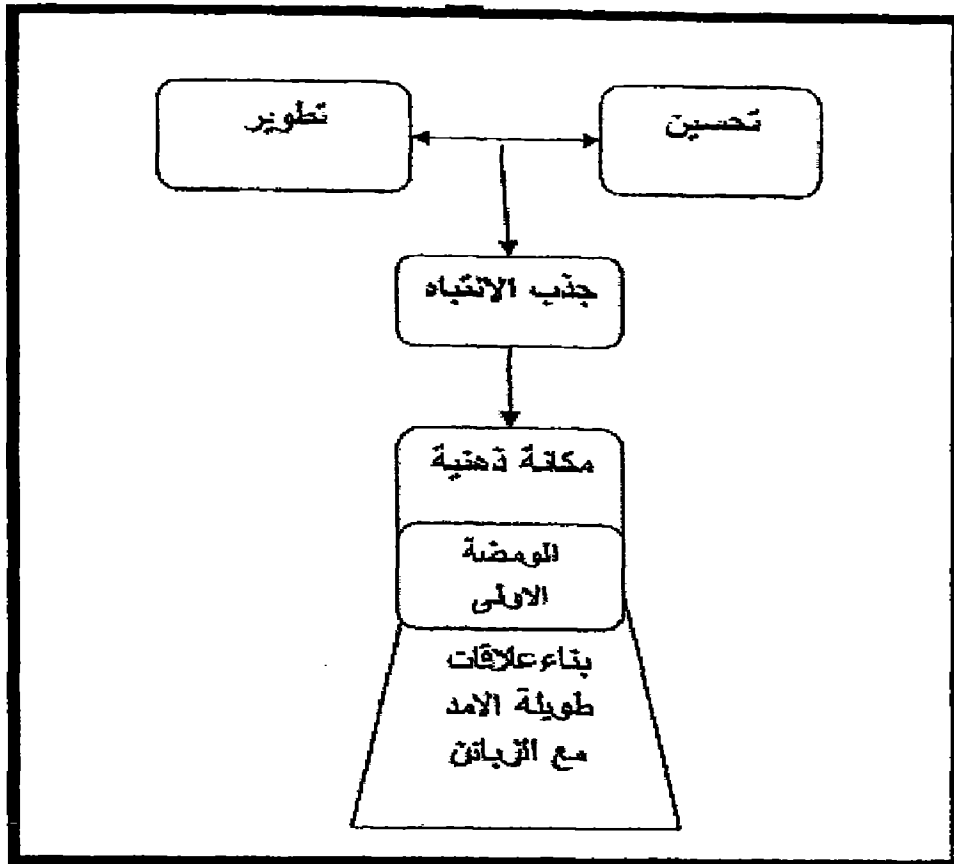 تحسين
تطوير
جذب الانتباه
مكانة ذهنية
الومضة
الاولى
بناء علاقات
طويلة الامد
مع الزبائن